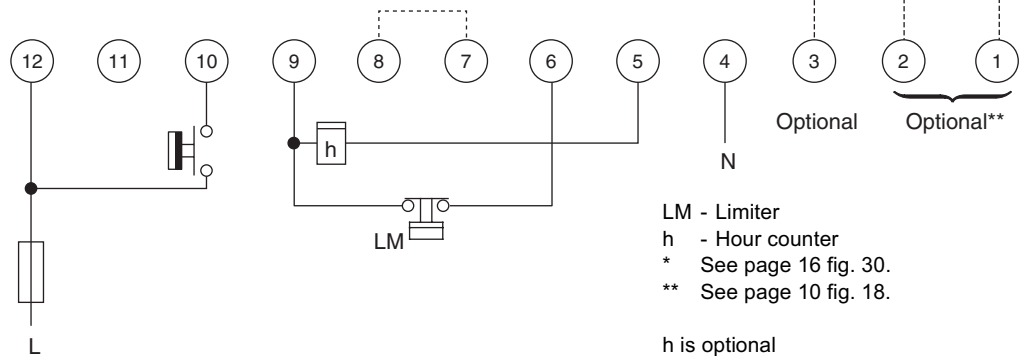 12 11 10 9 8 7 6 5 4 3 2 1
Optional Optional**
h
N
LM
L
LM - Limiter
h - Hour counter
* See page 16 fig. 30.
** See page 10 fig. 18.
h is optional